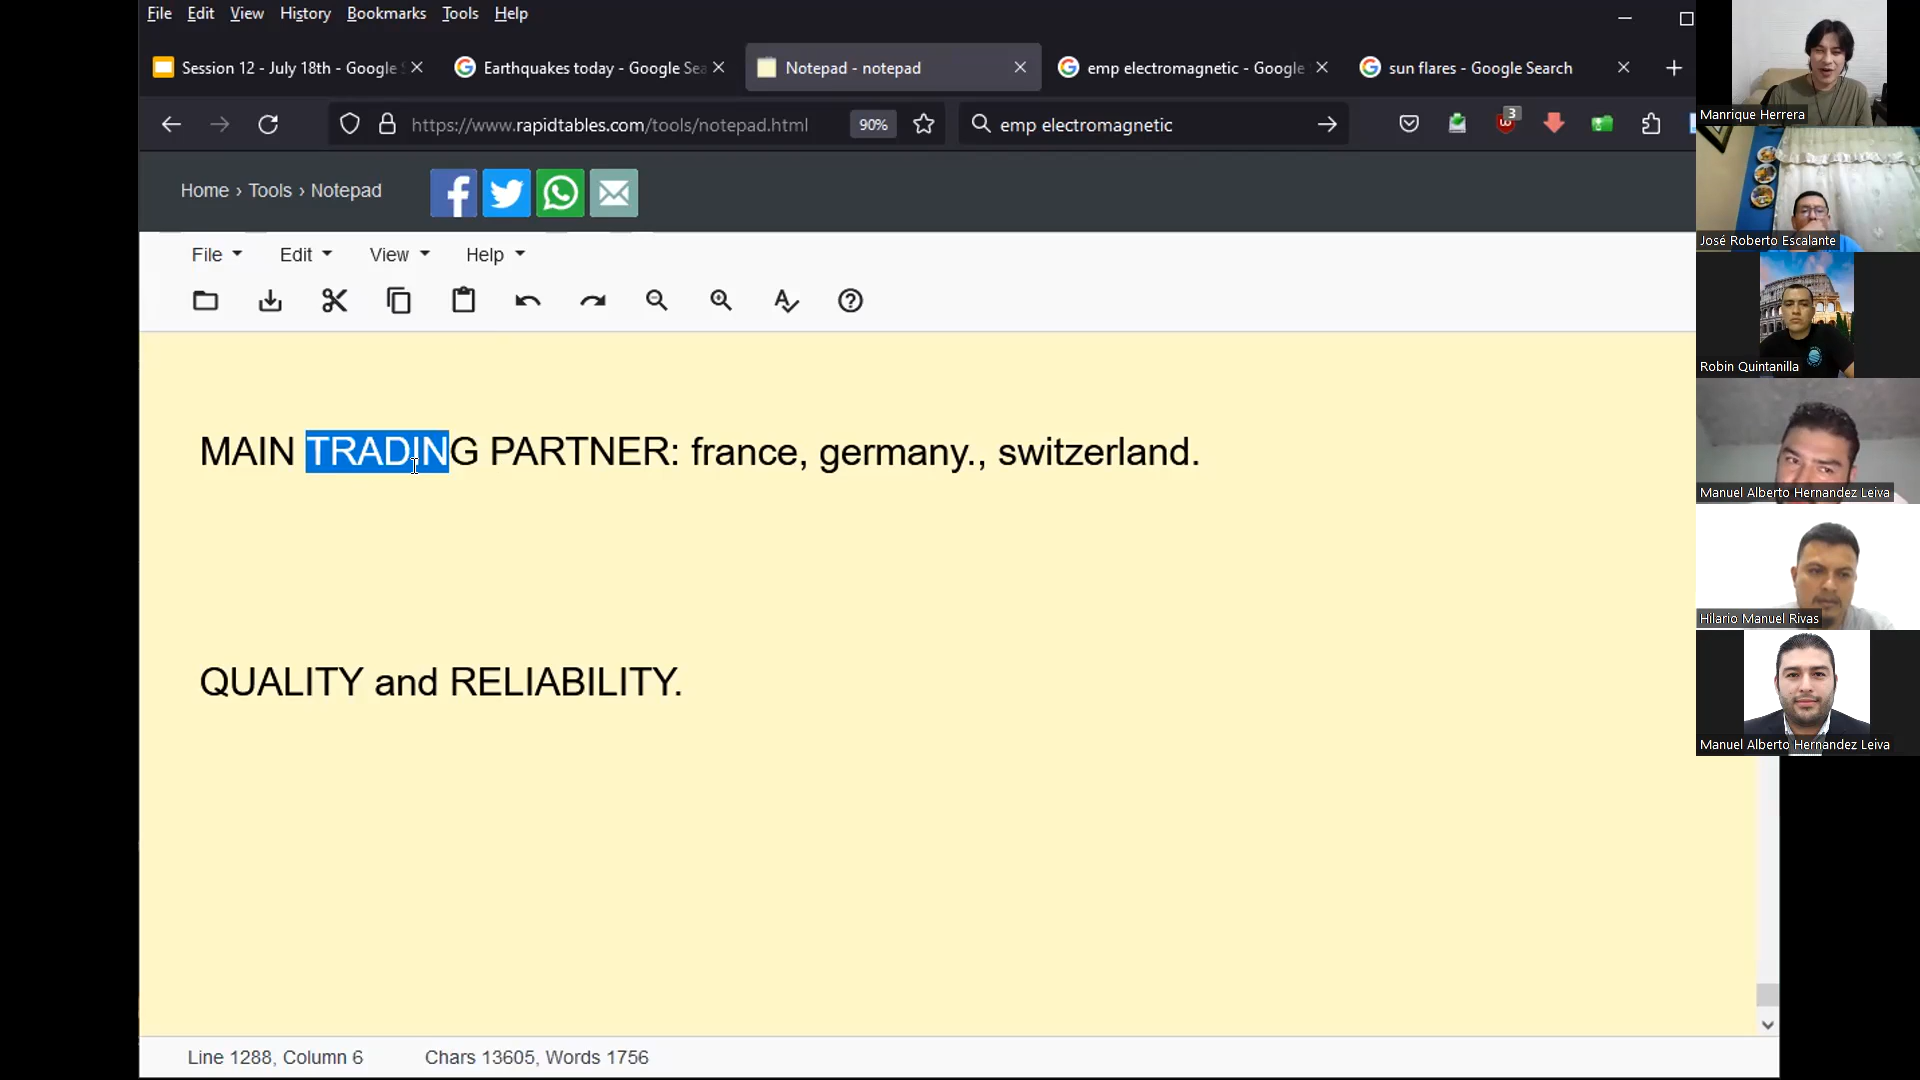 File Edit View History Bookmarks Tools Help
Session 12 - July 18th - Google
Earthquakes today - Google Sea
Notepad - notepad
emp electromagnetic - Google
sun flares - Google Search
https://www.rapidtables.com/tools/notepad.html
90%
emp electromagnetic
3
Home › Tools › Notepad
File Edit View Help
MAIN TRADING PARTNER: france, germany., switzerland.
QUALITY and RELIABILITY.
Line 1288, Column 6
Chars 13605, Words 1756
Manrique Herrera
José Roberto Escalante
Robin Quintanilla
Manuel Alberto Hernandez Leiva
Hilario Manuel Rivas
Manuel Alberto Hernandez Leiva